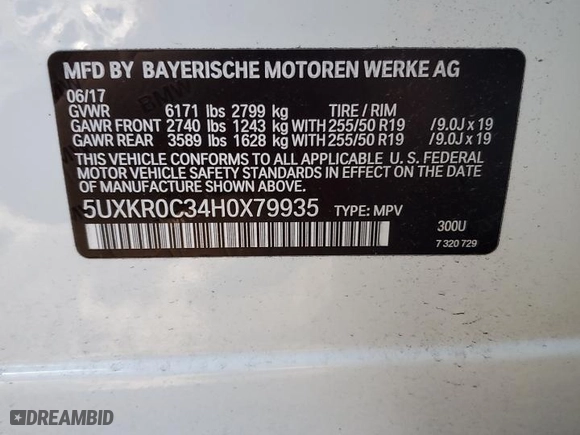 MFD BY BAYERISCHE MOTOREN WERKE AG
06/17
GVWR 6171 lbs 2799 kg TIRE / RIM
GAWR FRONT 2740 lbs 1243 kg WITH 255/50 R19 /9.0J x 19
GAWR REAR 3589 lbs 1628 kg WITH 255/50 R19 /9.0J x 19
THIS VEHICLE CONFORMS TO ALL APPLICABLE U. S. FEDERAL
MOTOR VEHICLE SAFETY STANDARDS IN EFFECT ON THE
DATE OF MANUFACTURE SHOWN ABOVE.
5UXKR0C34H0X79935 TYPE: MPV
300U
7 320 729
DREAMBID